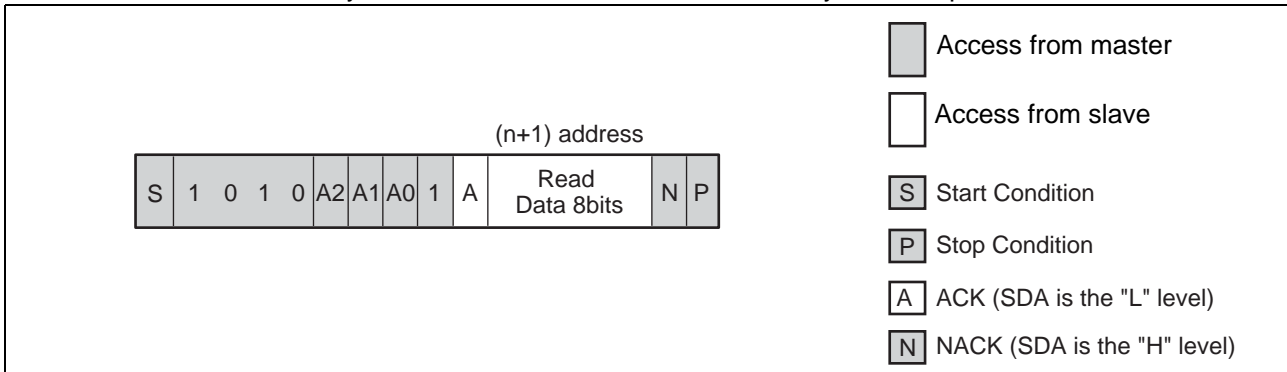 (n+1) address
S 1 0 1 0 A2 A1 A0 1 A Read Data 8bits N P
Access from master
Access from slave
S Start Condition
P Stop Condition
A ACK (SDA is the "L" level)
N NACK (SDA is the "H" level)